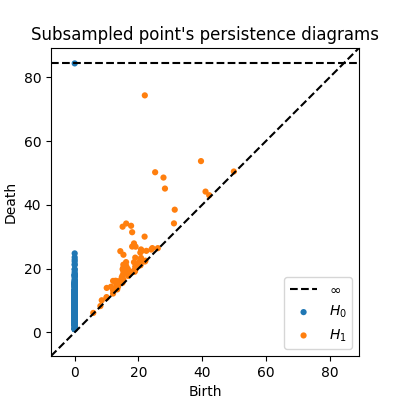 Subsampled point's persistence diagrams
Death
80
60
40
20
0
∞
H₀
H₁
0 20 40 60 80
Birth